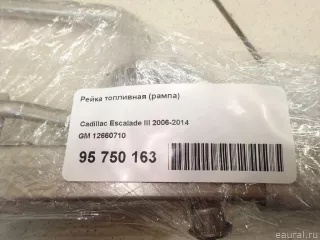 Рейка топливная (рампа)
Cadillac Escalade III 2006-2014
GM 12660710
95 750 163
eaural.ru